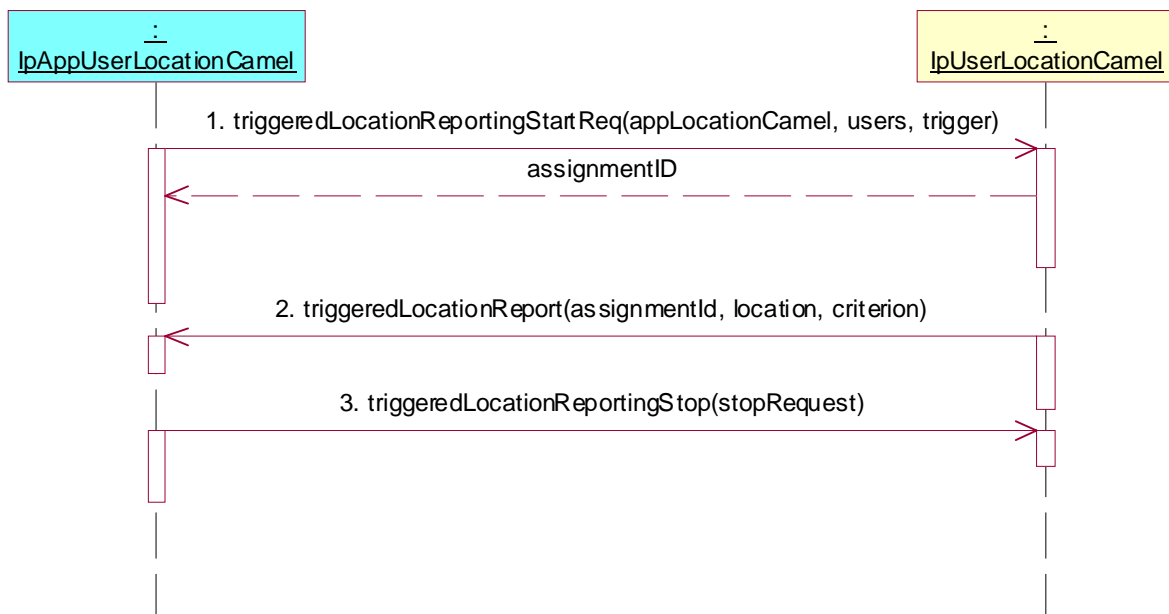 :
IpAppUserLocationCamel
:
IpUserLocationCamel
1. triggeredLocationReportingStartReq(appLocationCamel, users, trigger)
assignmentID
2. triggeredLocationReport(assignmentId, location, criterion)
3. triggeredLocationReportingStop(stopRequest)